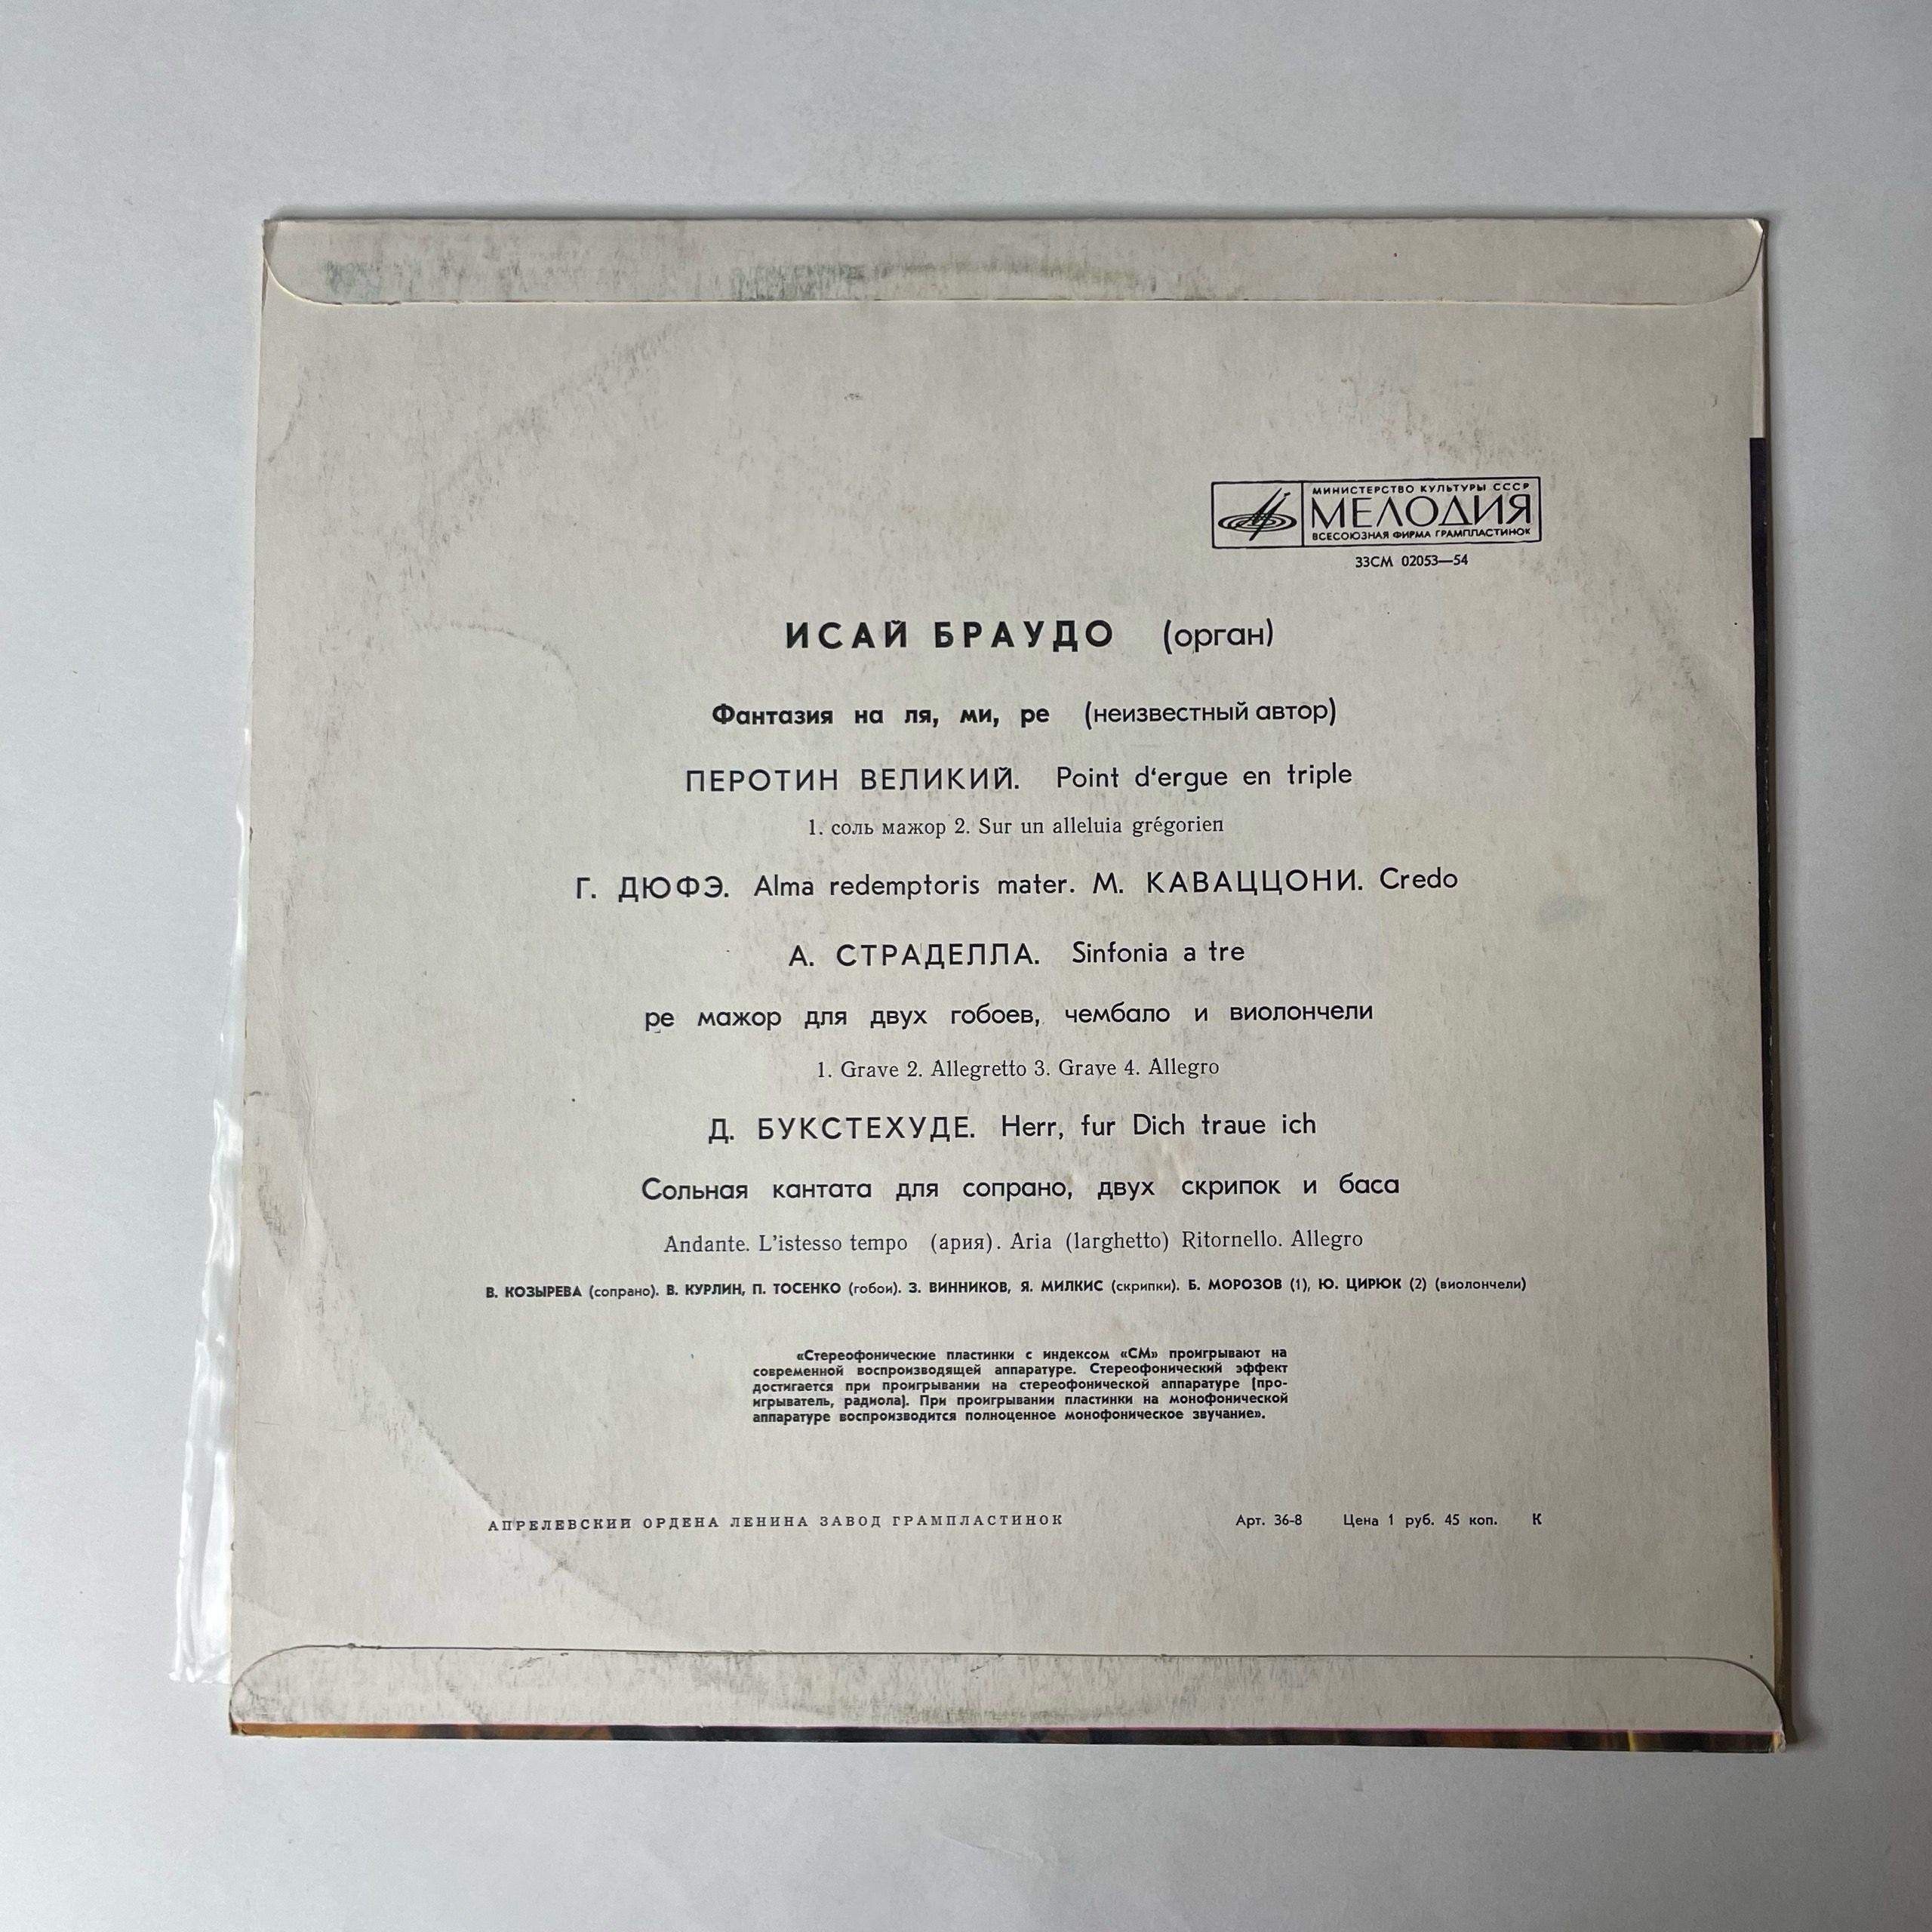 МИНИСТЕРСТВО КУЛЬТУРЫ СССР
МЕЛОДИЯ
ВСЕСОЮЗНАЯ ФИРМА ГРАМПЛАСТИНОК
33СМ 02053—54
ИСАЙ БРАУДО (орган)
Фантазия на ля, ми, ре (неизвестный автор)
ПЕРОТИН ВЕЛИКИЙ. Point d‘ergue en triple
1. соль мажор 2. Sur un alleluia grégorien
Г. ДЮФЭ. Alma redemptoris mater. М. КАВАЦЦОНИ. Credo
А. СТРАДЕЛЛА. Sinfonia a tre
ре мажор для двух гобоев, чембало и виолончели
1. Grave 2. Allegretto 3. Grave 4. Allegro
Д. БУКСТЕХУДЕ. Herr, fur Dich traue ich
Сольная кантата для сопрано, двух скрипок и баса
Andante. L'istesso tempo (ария). Aria (larghetto) Ritornello. Allegro
В. КОЗЫРЕВА (сопрано). В. КУРЛИН, П. ТОСЕНКО (гобои). З. ВИННИКОВ, Я. МИЛКИС (скрипки). Б. МОРОЗОВ (1), Ю. ЦИРЮК (2) (виолончели)
«Стереофонические пластинки с индексом «СМ» проигрывают на
современной воспроизводящей аппаратуре. Стереофонический эффект
достигается при проигрывании на стереофонической аппаратуре (про-
игрыватель, радиола). При проигрывании пластинки на монофонической
аппаратуре воспроизводится полноценное монофоническое звучание».
АПРЕЛЕВСКИЙ ОРДЕНА ЛЕНИНА ЗАВОД ГРАМПЛАСТИНОК Арт. 36-8 Цена 1 руб. 45 коп. К